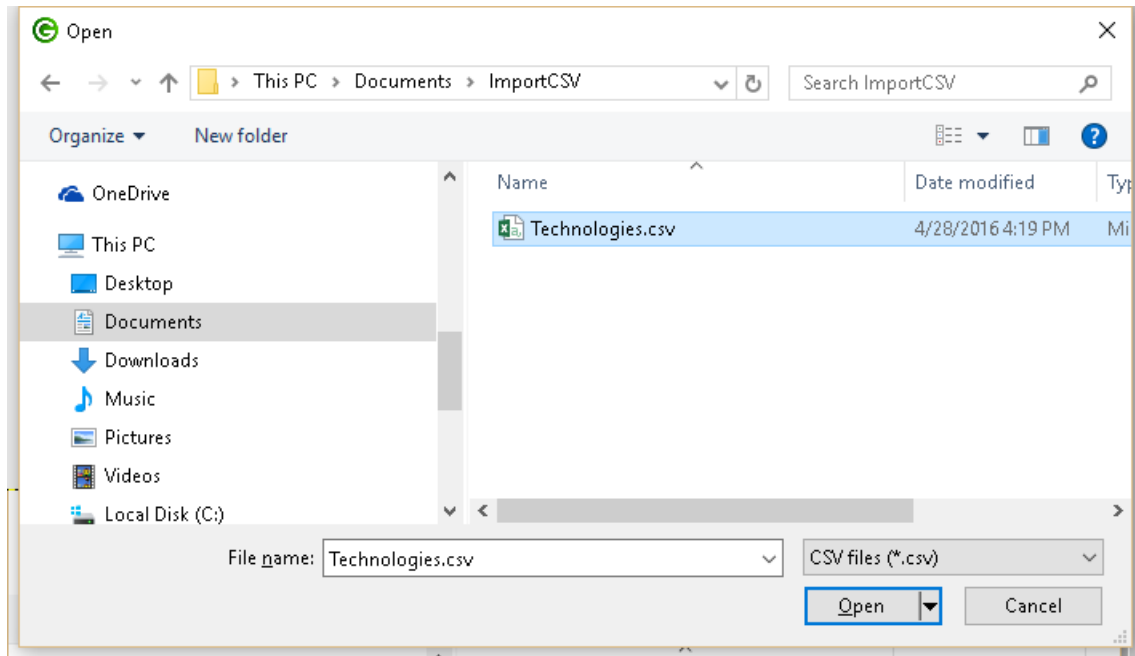 Open
This PC > Documents > ImportCSV
Search ImportCSV
Organize
New folder
Name
Date modified
Typ
Technologies.csv
4/28/2016 4:19 PM
Mi
OneDrive
This PC
Desktop
Documents
Downloads
Music
Pictures
Videos
Local Disk (C:)
File name:
Technologies.csv
CSV files (*.csv)
Open
Cancel